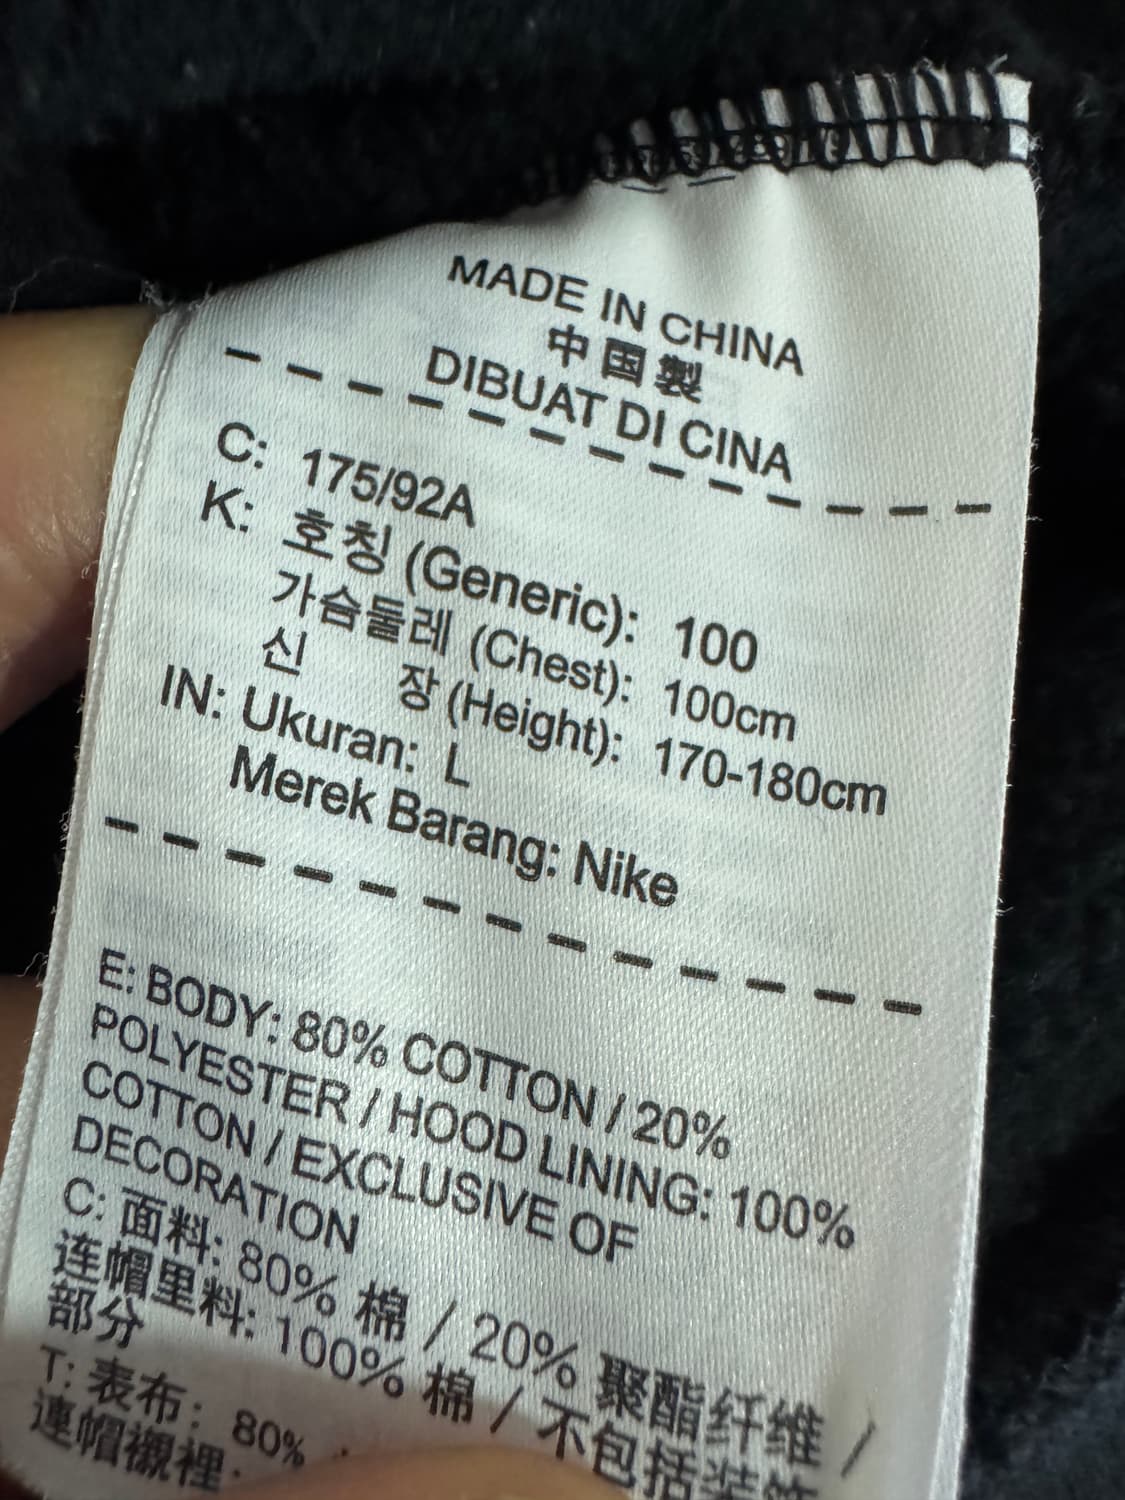 MADE IN CHINA
中国製
DIBUAT DI CINA
C: 175/92A
K: 호칭 (Generic): 100
가슴둘레 (Chest): 100cm
신 장 (Height): 170-180cm
IN: Ukuran: L
Merek Barang: Nike
E: BODY: 80% COTTON / 20%
POLYESTER / HOOD LINING: 100%
COTTON / EXCLUSIVE OF
DECORATION
C: 面料: 80% 棉 / 20% 聚酯纤维 /
连帽里料: 100% 棉 / 不包括装饰
部分
T: 表布: 80%
連帽襯裡: